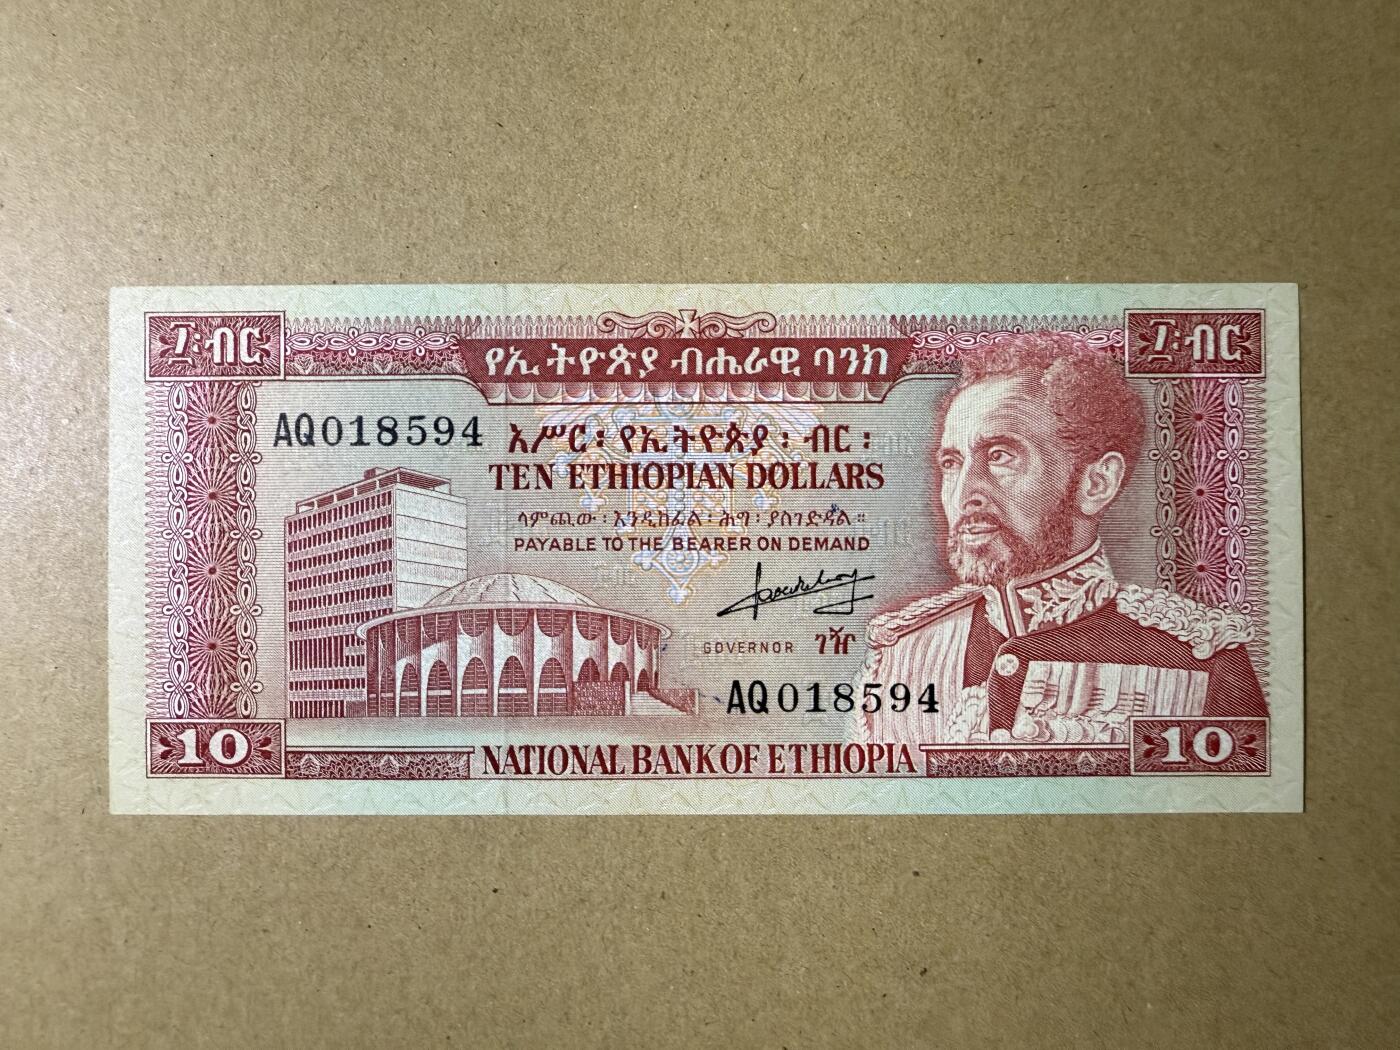 ፲፡ብር
የኢትዮጵያ ብሔራዊ ባንክ
፲፡ብር
AQ018594
አሥር፡ የኢትዮጵያ፡ ብር፡
TEN ETHIOPIAN DOLLARS
ላምጪው፡ እንዲከፈል፡ ሕግ፡ ያስገድዳል።
PAYABLE TO THE BEARER ON DEMAND
GOVERNOR ገዥ
AQ018594
10
NATIONAL BANK OF ETHIOPIA
10